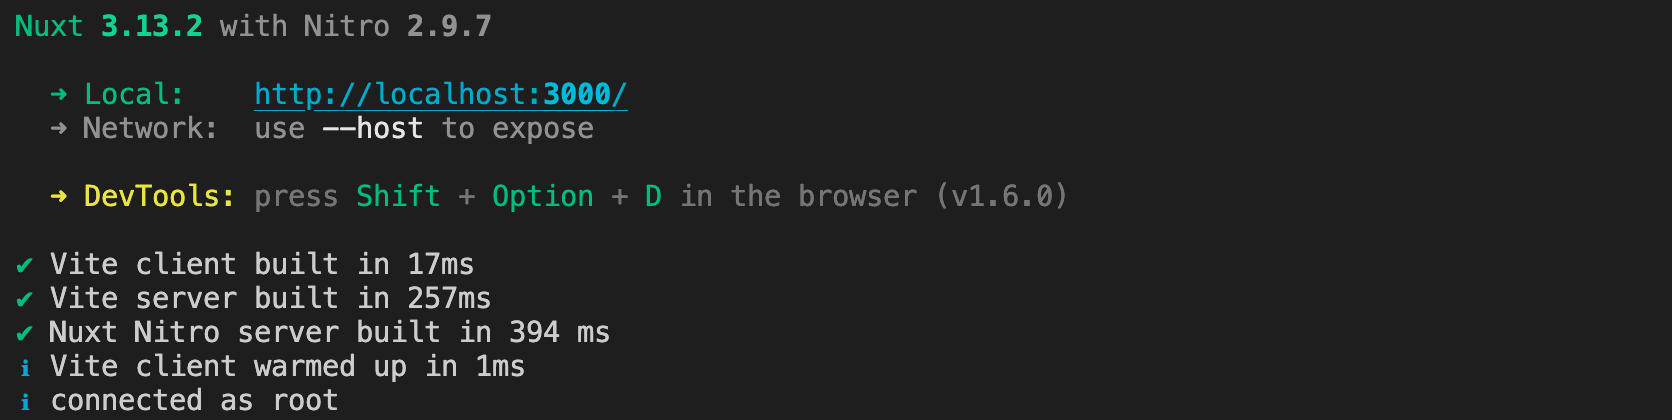 Nuxt 3.13.2 with Nitro 2.9.7
➜ Local: http://localhost:3000/
➜ Network: use --host to expose
➜ DevTools: press Shift + Option + D in the browser (v1.6.0)
✔ Vite client built in 17ms
✔ Vite server built in 257ms
✔ Nuxt Nitro server built in 394 ms
ℹ Vite client warmed up in 1ms
ℹ connected as root